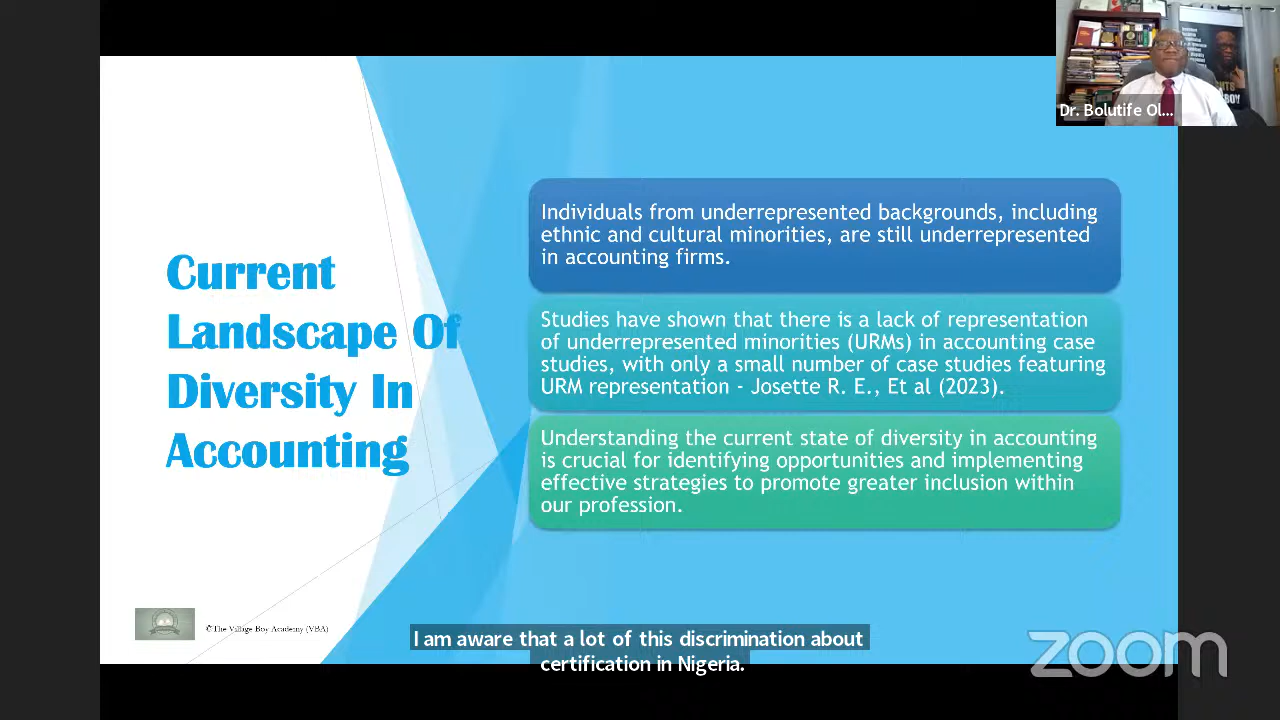 Dr. Bolutife Ol...
Current
Landscape Of
Diversity In
Accounting
Individuals from underrepresented backgrounds, including
ethnic and cultural minorities, are still underrepresented
in accounting firms.
Studies have shown that there is a lack of representation
of underrepresented minorities (URMs) in accounting case
studies, with only a small number of case studies featuring
URM representation - Josette R. E., Et al (2023).
Understanding the current state of diversity in accounting
is crucial for identifying opportunities and implementing
effective strategies to promote greater inclusion within
our profession.
©The Village Boy Academy (VBA)
I am aware that a lot of this discrimination about
certification in Nigeria.
zoom